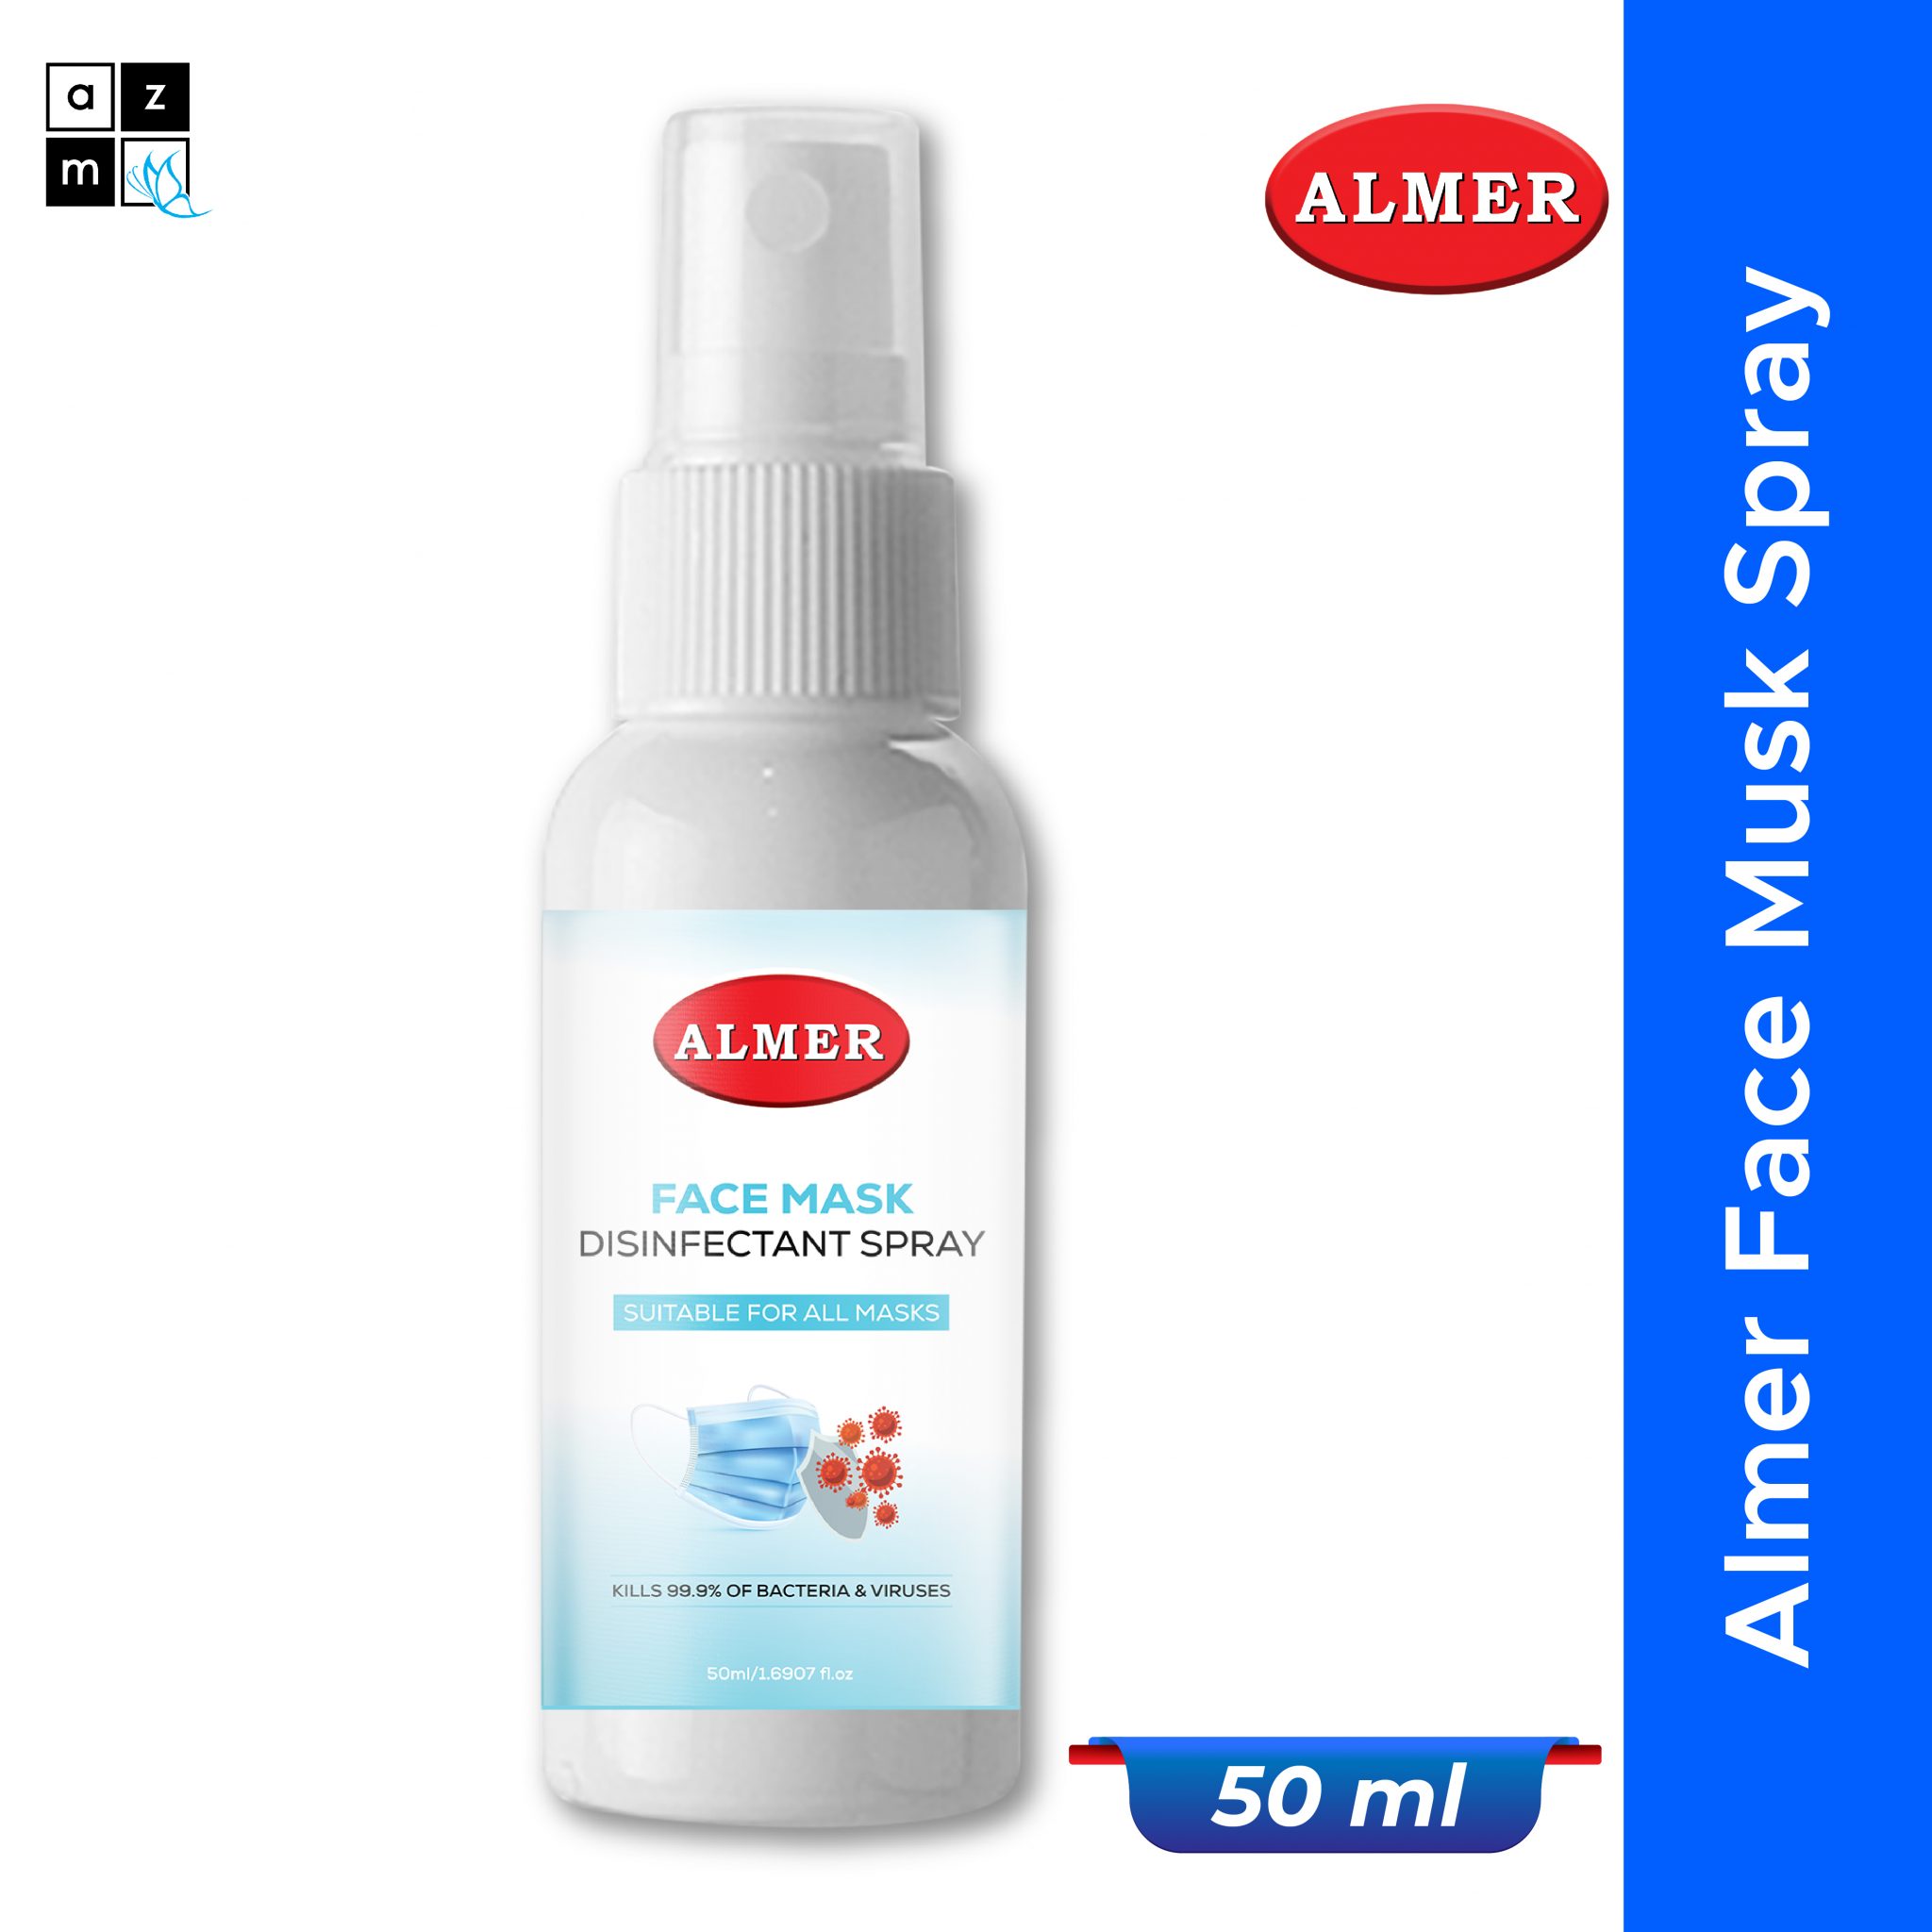 a z
m
ALMER
ALMER
FACE MASK
DISINFECTANT SPRAY
SUITABLE FOR ALL MASKS
KILLS 99.9% OF BACTERIA & VIRUSES
50ml/1.6907 fl.oz
50 ml
Almer Face Musk Spray